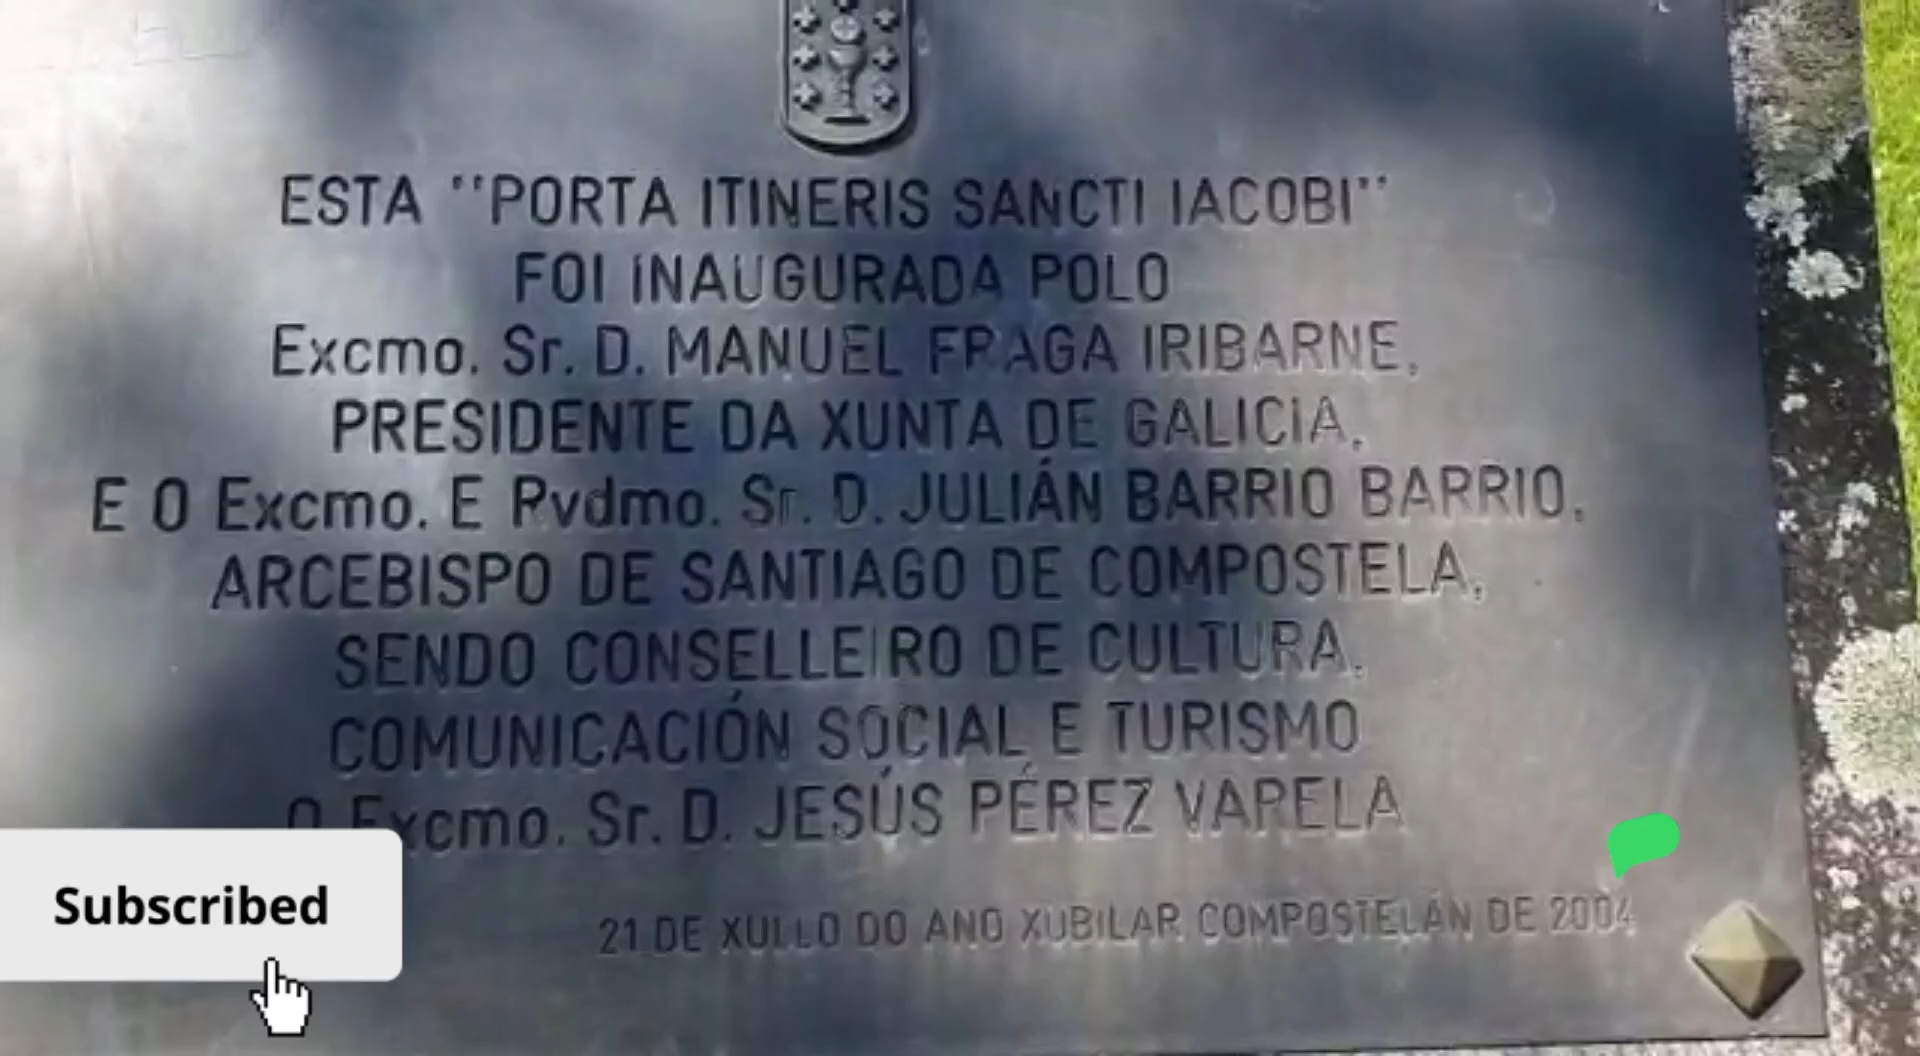 ESTA "PORTA ITINERIS SANCTI IACOBI"
FOI INAUGURADA POLO
Excmo. Sr. D. MANUEL FRAGA IRIBARNE,
PRESIDENTE DA XUNTA DE GALICIA,
E O Excmo. E Rvdmo. Sr. D. JULIÁN BARRIO BARRIO,
ARCEBISPO DE SANTIAGO DE COMPOSTELA,
SENDO CONSELLEIRO DE CULTURA,
COMUNICACIÓN SOCIAL E TURISMO
O Excmo. Sr. D. JESÚS PÉREZ VARELA
21 DE XULLO DO ANO XUBILAR COMPOSTELÁN DE 2004
Subscribed